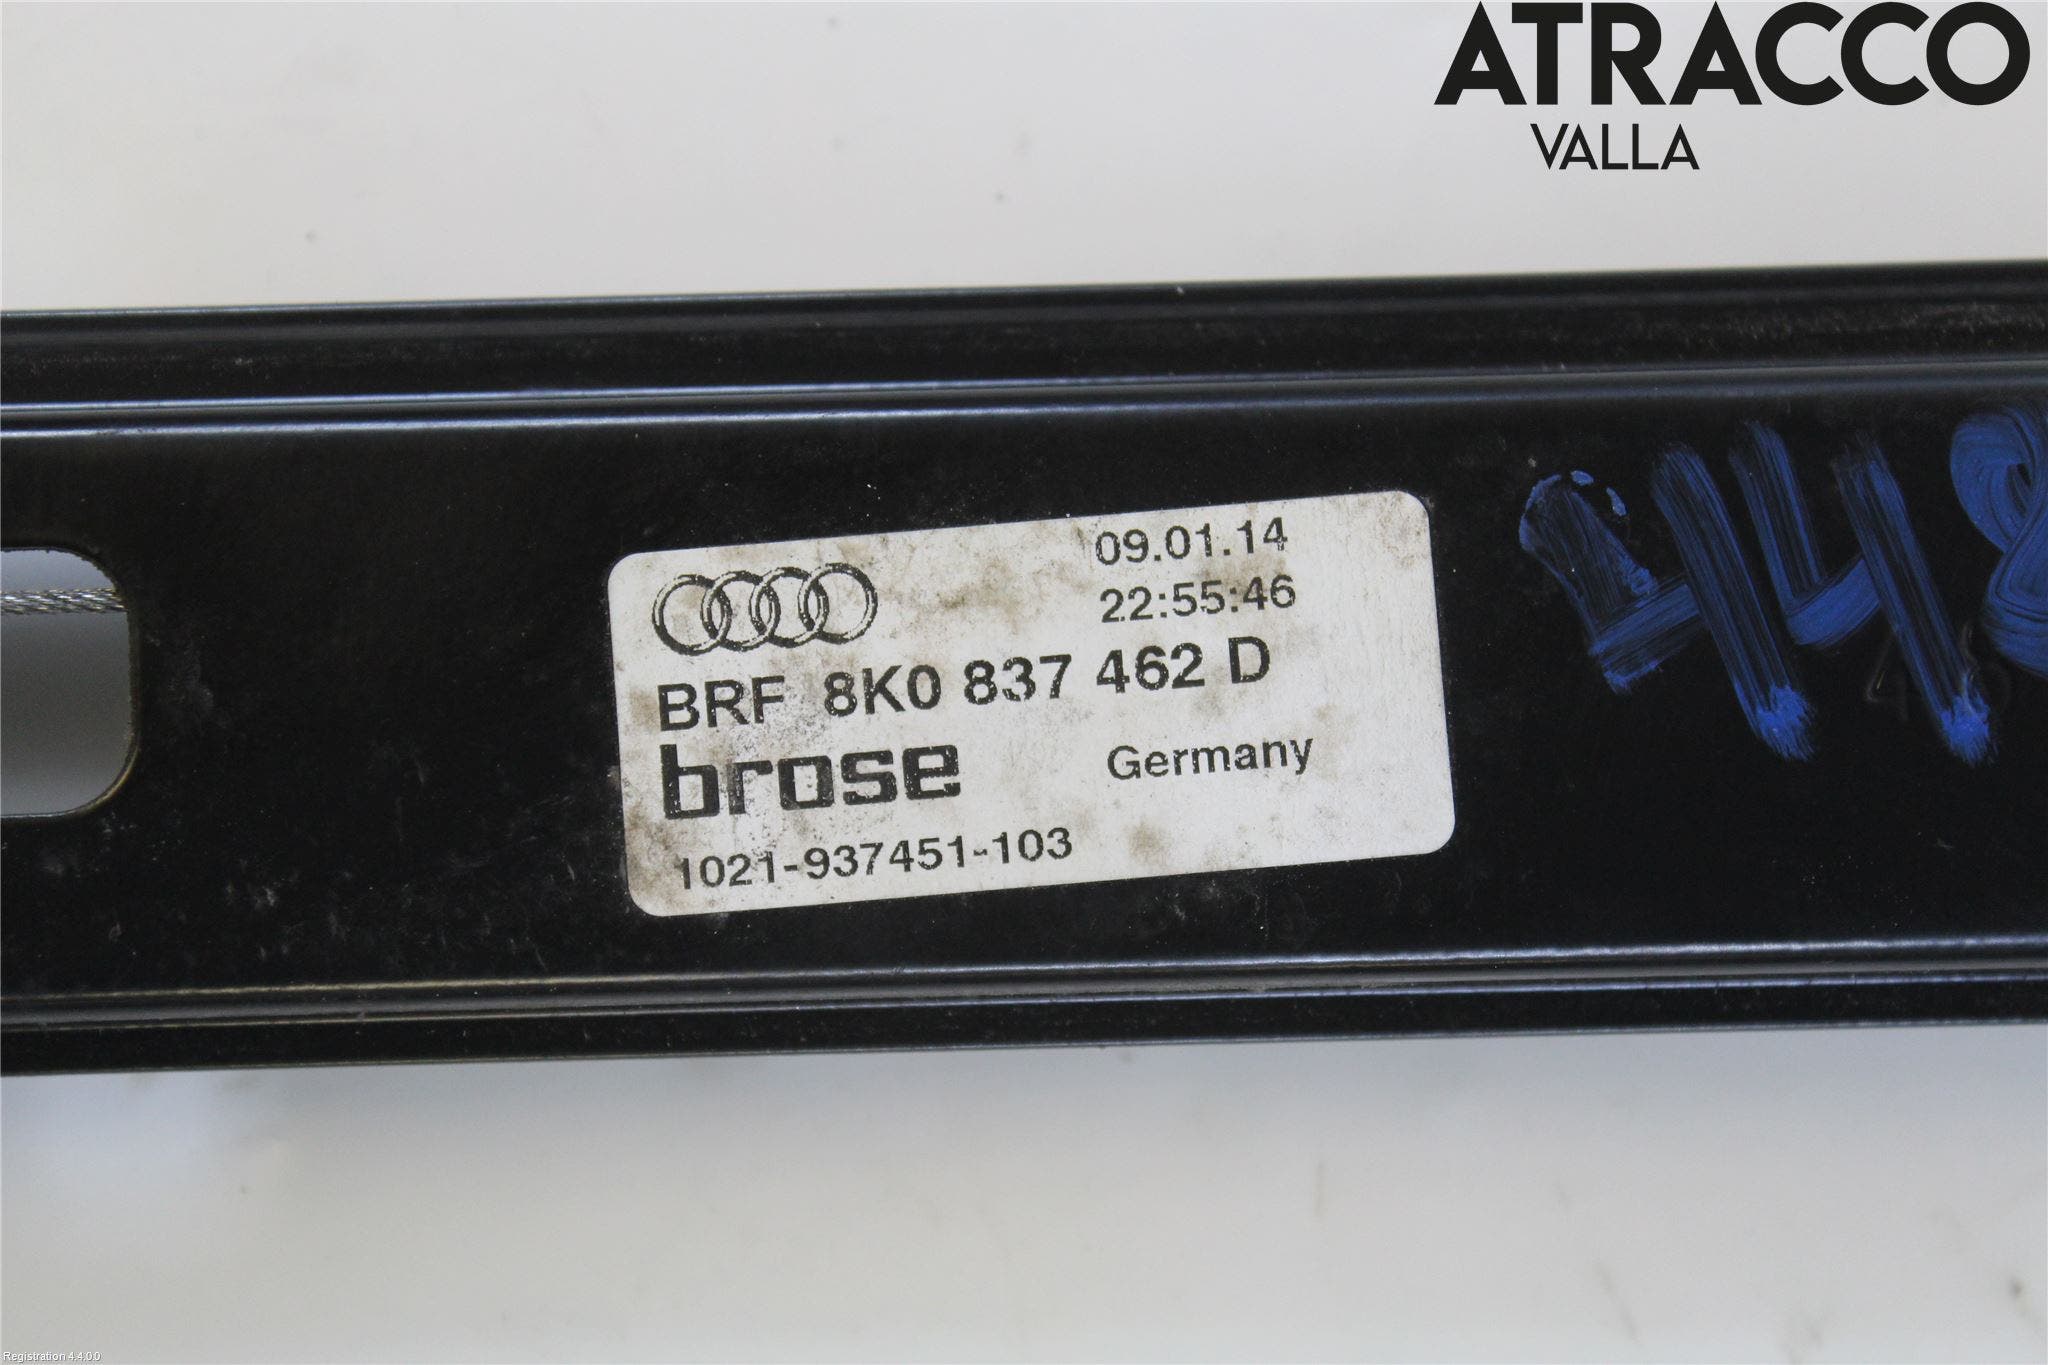 ATRACCO
VALLA
09.01.14
22:55:46
BRF 8K0 837 462 D
brose Germany
1021-937451-103
448
Registration 4.4.0.0